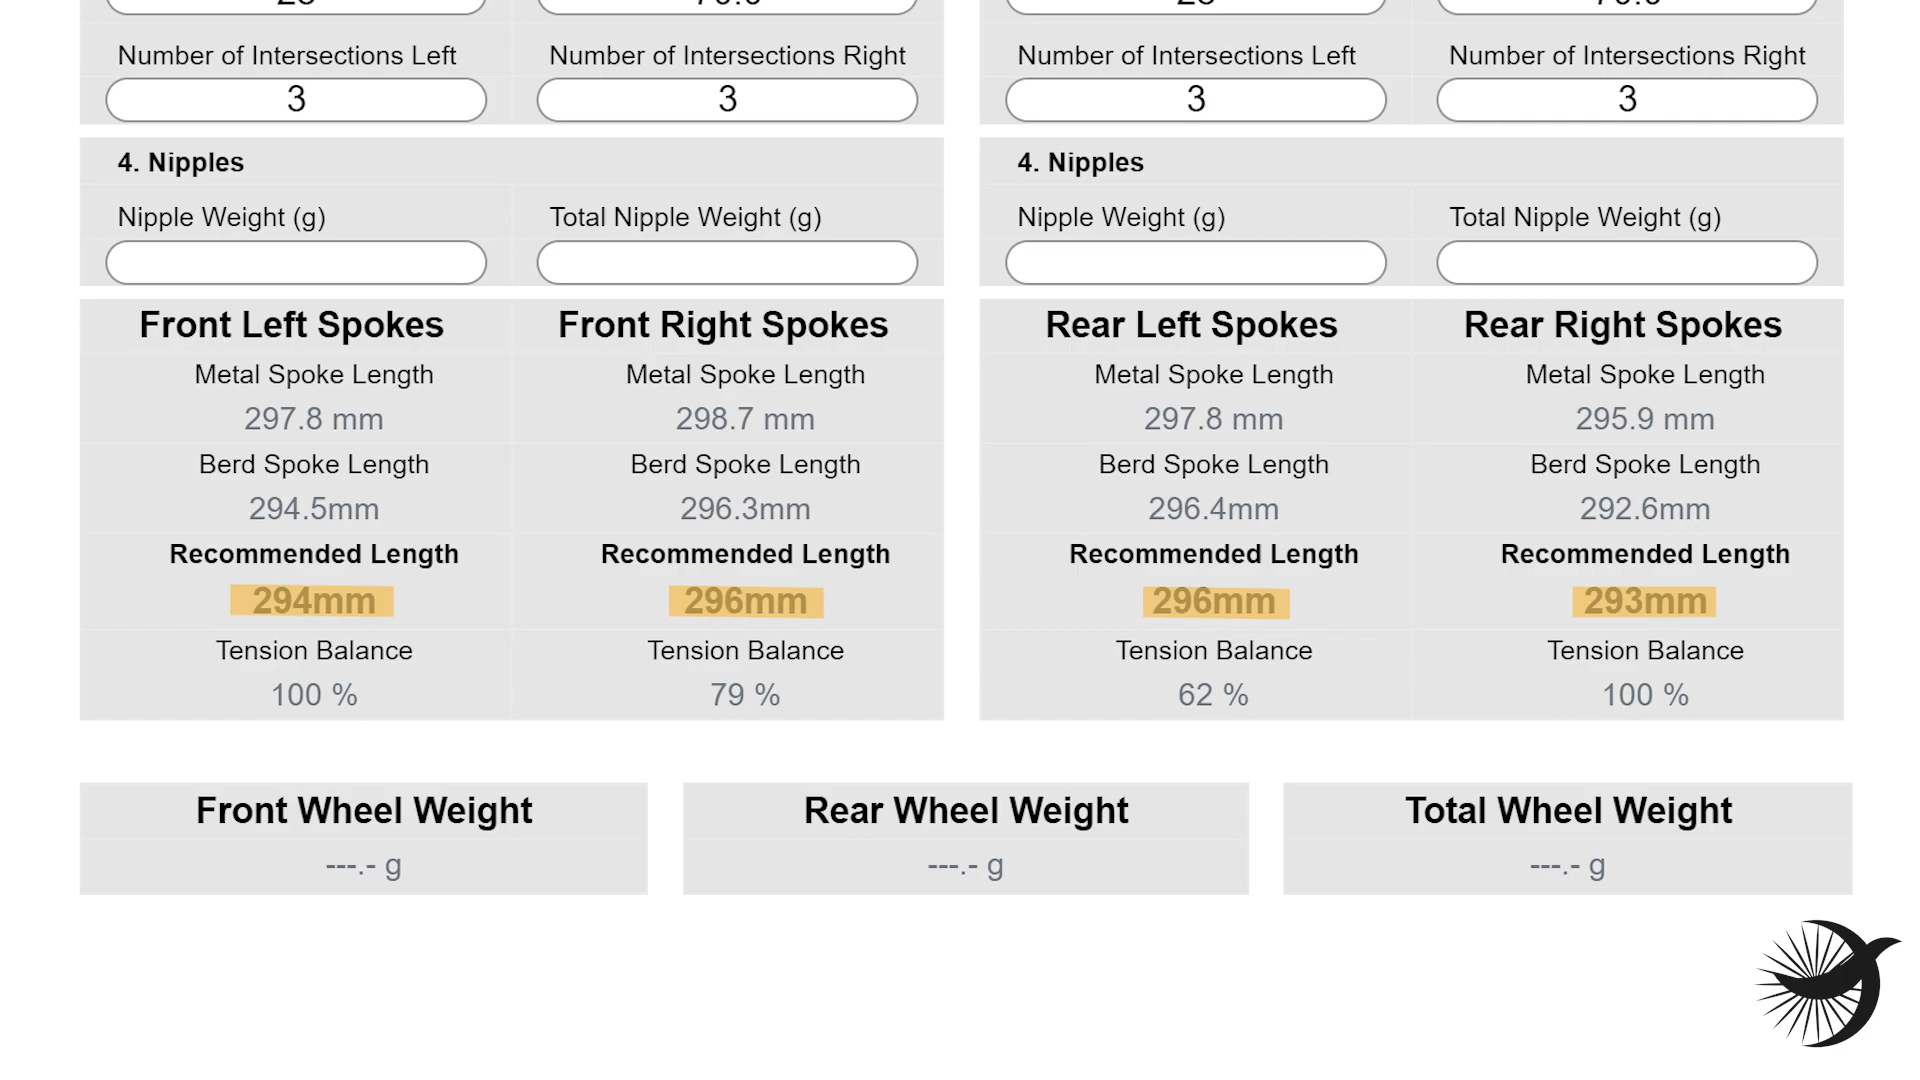 Number of Intersections Left Number of Intersections Right Number of Intersections Left Number of Intersections Right
3 3 3 3
4. Nipples 4. Nipples
Nipple Weight (g) Total Nipple Weight (g) Nipple Weight (g) Total Nipple Weight (g)
Front Left Spokes Front Right Spokes Rear Left Spokes Rear Right Spokes
Metal Spoke Length Metal Spoke Length Metal Spoke Length Metal Spoke Length
297.8 mm 298.7 mm 297.8 mm 295.9 mm
Berd Spoke Length Berd Spoke Length Berd Spoke Length Berd Spoke Length
294.5mm 296.3mm 296.4mm 292.6mm
Recommended Length Recommended Length Recommended Length Recommended Length
294mm 296mm 296mm 293mm
Tension Balance Tension Balance Tension Balance Tension Balance
100 % 79 % 62 % 100 %
Front Wheel Weight Rear Wheel Weight Total Wheel Weight
---.- g ---.- g ---.- g